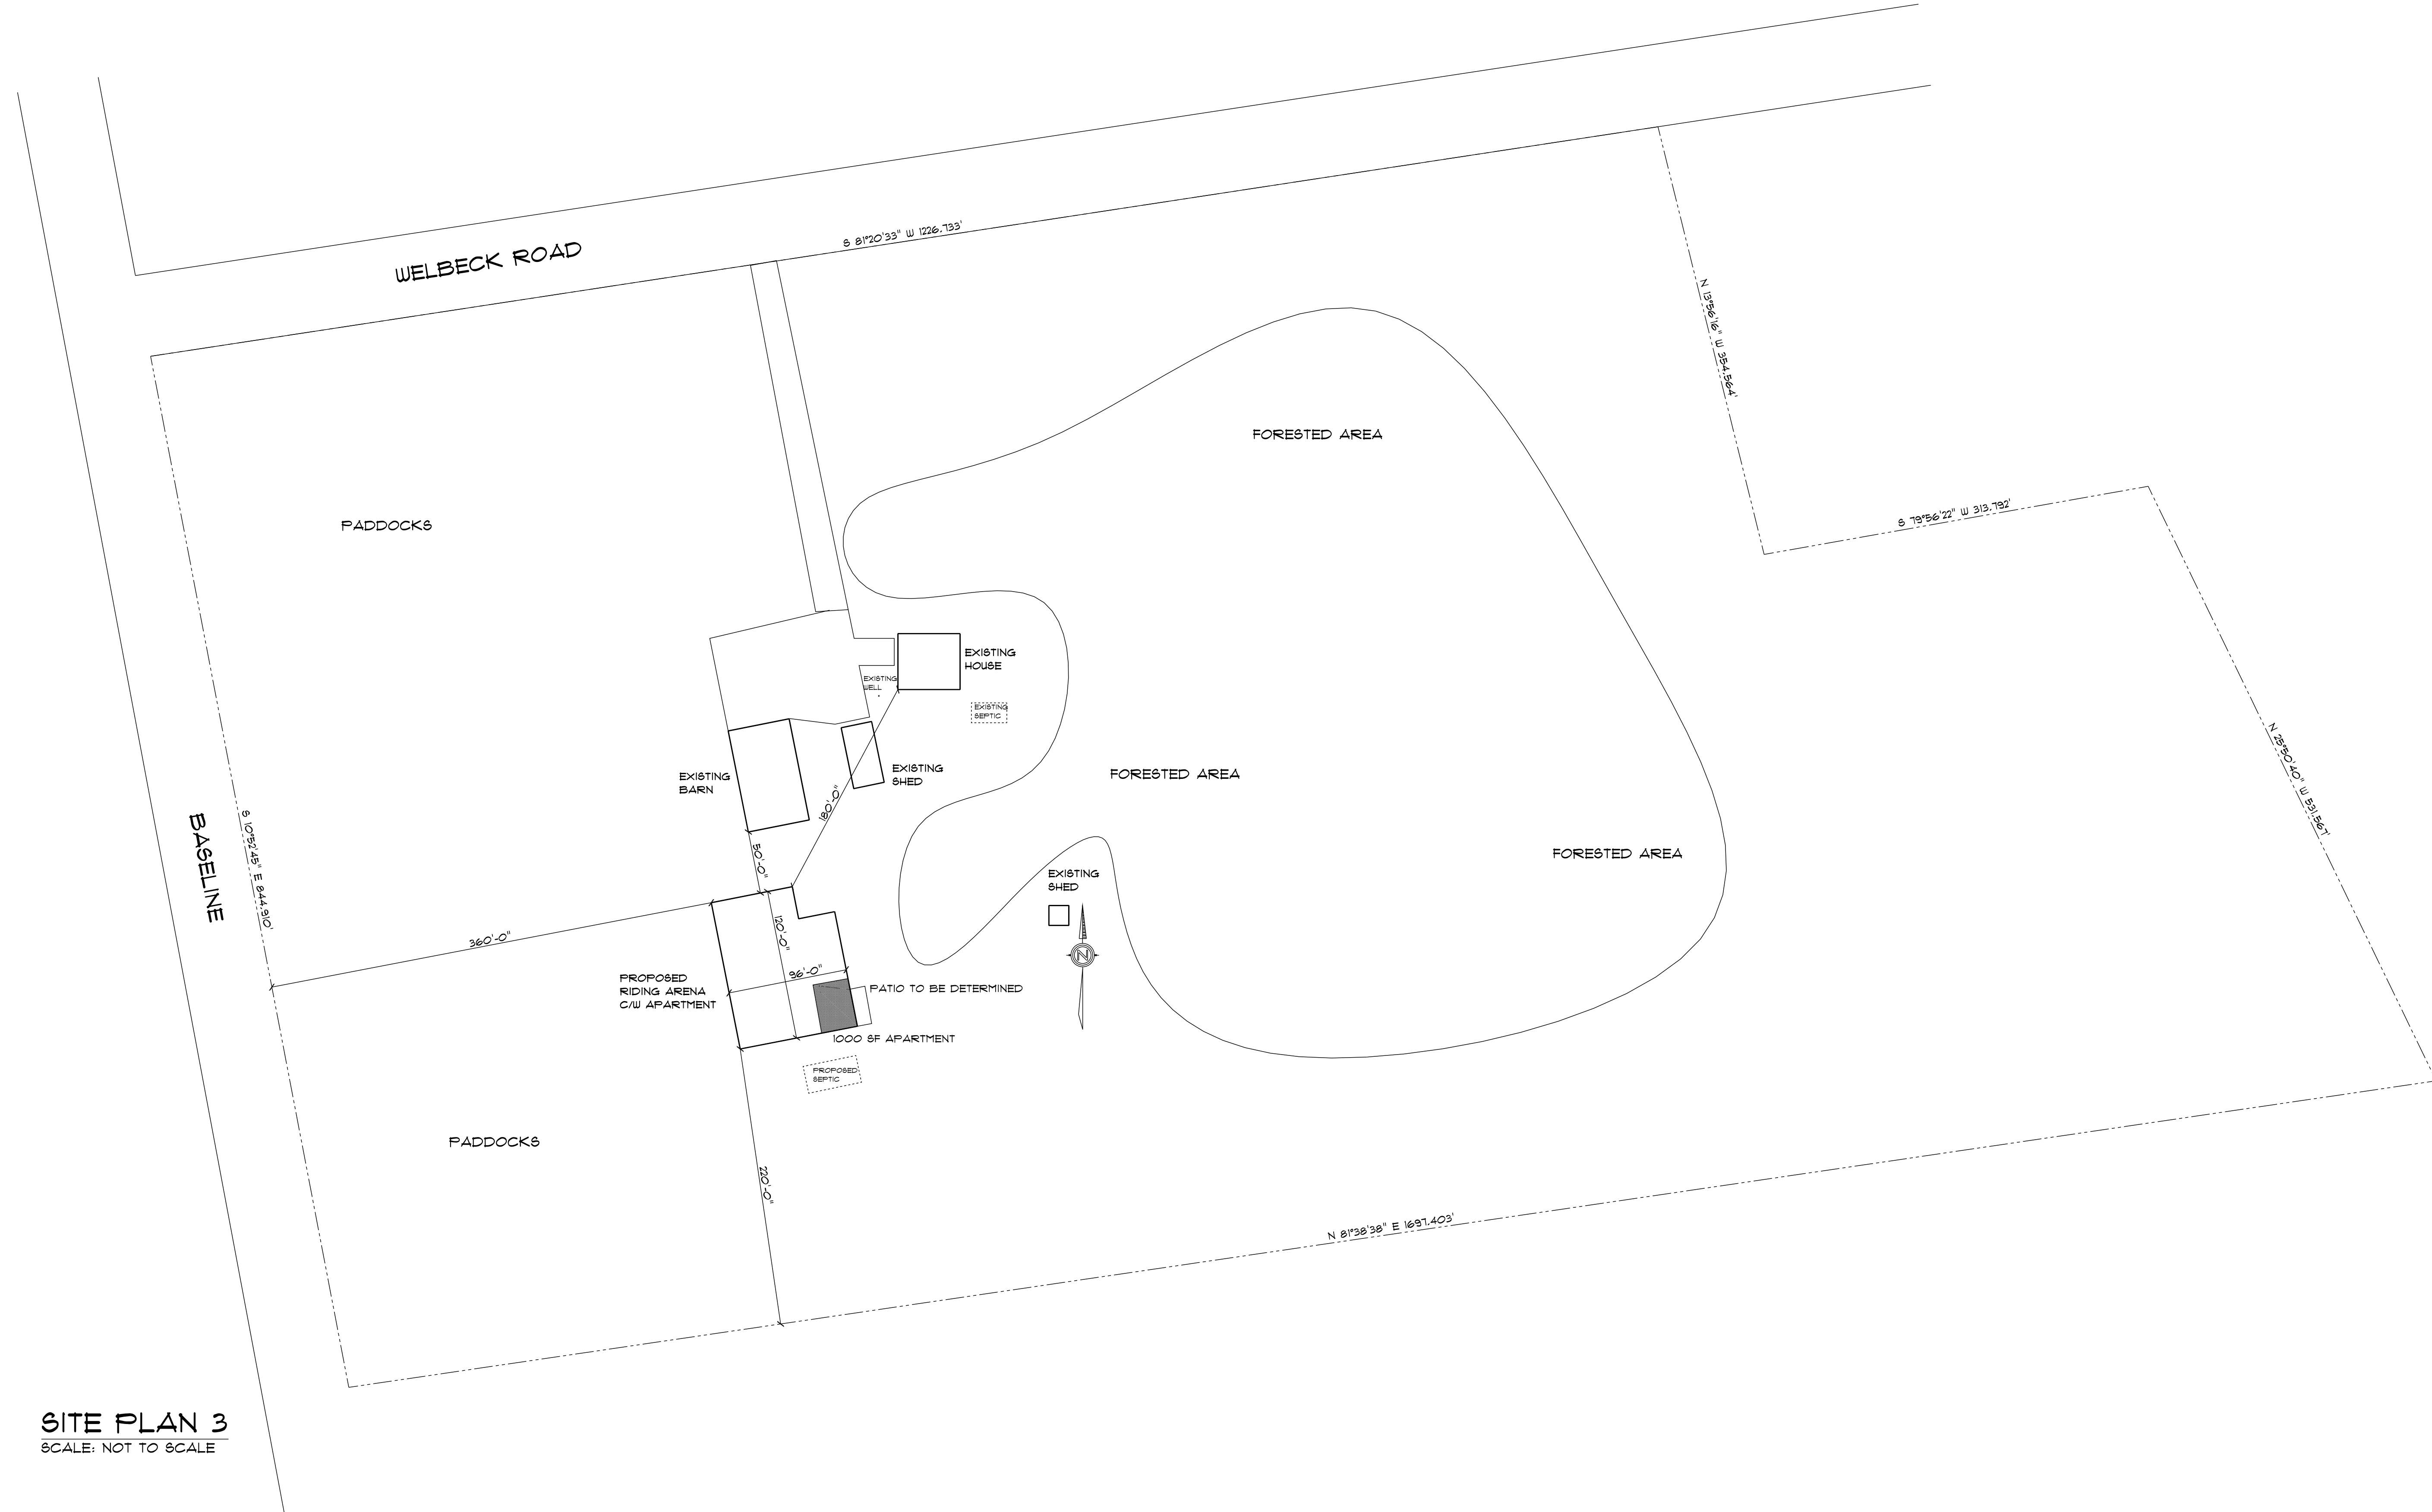 S 81°20'33" W 1226.733'
WELBECK ROAD
N 13°56'16" W 354.564'
FORESTED AREA
PADDOCKS
S 79°56'22" W 313.792'
EXISTING
HOUSE
EXISTING
WELL
EXISTING
SEPTIC
EXISTING
BARN
EXISTING
SHED
180'-0"
FORESTED AREA
N 25°50'40" W 531.567'
BASELINE
S 10°52'45" E 844.910'
50'-0"
FORESTED AREA
EXISTING
SHED
360'-0"
120'-0"
96'-0"
N
PROPOSED
RIDING ARENA
C/W APARTMENT
PATIO TO BE DETERMINED
1000 SF APARTMENT
PROPOSED
SEPTIC
PADDOCKS
220'-0"
N 81°38'38" E 1697.403'
SITE PLAN 3
SCALE: NOT TO SCALE